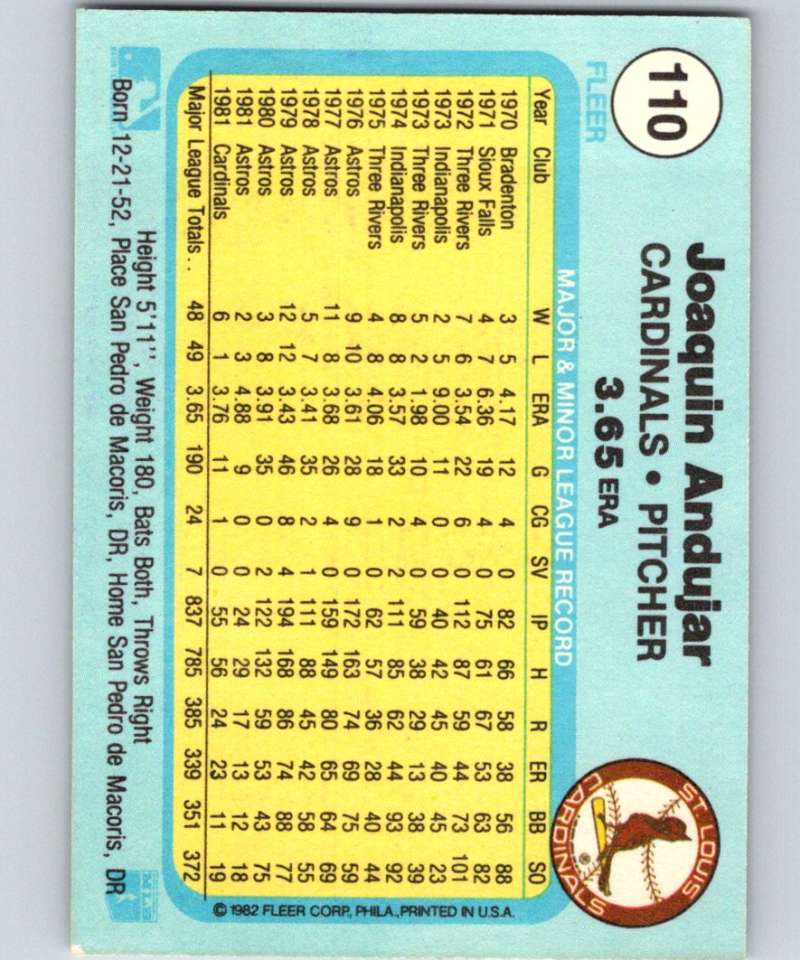 110
FLEER
Joaquin Andujar
CARDINALS • PITCHER
3.65 ERA
ST. LOUIS
CARDINALS
®
MAJOR & MINOR LEAGUE RECORD
Year Club W L ERA G CG SV IP H R ER BB SO
1970 Bradenton 3 5 4.17 12 4 0 82 66 58 38 56 88
1971 Sioux Falls 4 7 6.36 19 4 0 75 61 67 53 63 82
1972 Three Rivers 7 6 3.54 22 6 0 112 87 59 44 73 101
1973 Indianapolis 2 5 9.00 11 0 0 40 42 45 40 45 23
1973 Three Rivers 5 2 1.98 10 4 0 59 38 29 13 38 39
1974 Indianapolis 8 8 3.57 33 2 2 111 85 62 44 93 92
1975 Three Rivers 4 8 4.06 18 1 0 62 57 36 28 40 44
1976 Astros 9 10 3.61 28 9 0 172 163 74 69 75 59
1977 Astros 11 8 3.68 26 4 0 159 149 80 65 64 69
1978 Astros 5 7 3.41 35 2 1 111 88 45 42 58 55
1979 Astros 12 12 3.43 46 8 4 194 168 86 74 88 77
1980 Astros 3 8 3.91 35 0 2 122 132 59 53 43 75
1981 Astros 2 3 4.88 9 0 0 24 29 17 13 12 18
1981 Cardinals 6 1 3.76 11 1 0 55 56 24 23 11 19
Major League Totals . . 48 49 3.65 190 24 7 837 785 385 339 351 372
© 1982 FLEER CORP., PHILA., PRINTED IN U.S.A.
Height 5'11'', Weight 180, Bats Both, Throws Right
Born 12-21-52, Place San Pedro de Macoris, DR, Home San Pedro de Macoris, DR